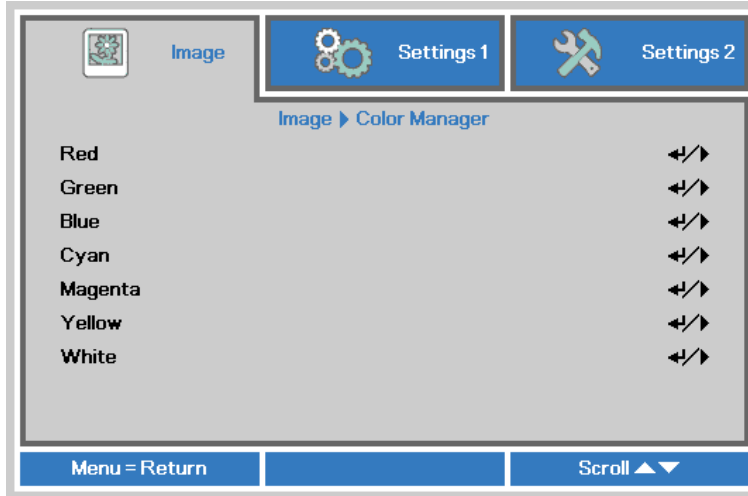 Image
Settings 1
Settings 2
Image ▶ Color Manager
Red
Green
Blue
Cyan
Magenta
Yellow
White
Menu = Return
Scroll ▲▼